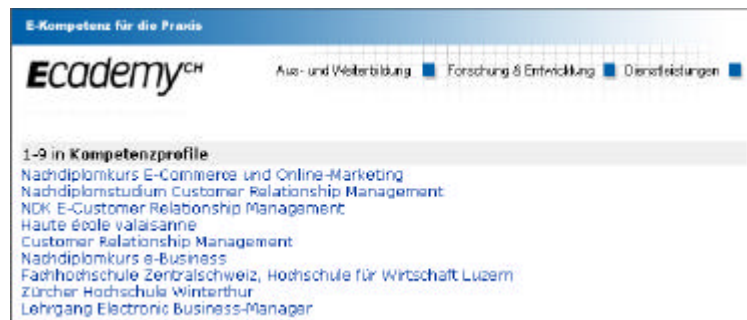 E-Kompetenz für die Praxis
Ecademy CH
Aus- und Weiterbildung Forschung & Entwicklung Dienstleistungen
1-9 in Kompetenzprofile
Nachdiplomkurs E-Commerce und Online-Marketing
Nachdiplomstudium Customer Relationship Management
NDK E-Customer Relationship Management
Haute école valaisanne
Customer Relationship Management
Nachdiplomkurs e-Business
Fachhochschule Zentralschweiz, Hochschule für Wirtschaft Luzern
Zürcher Hochschule Winterthur
Lehrgang Electronic Business-Manager